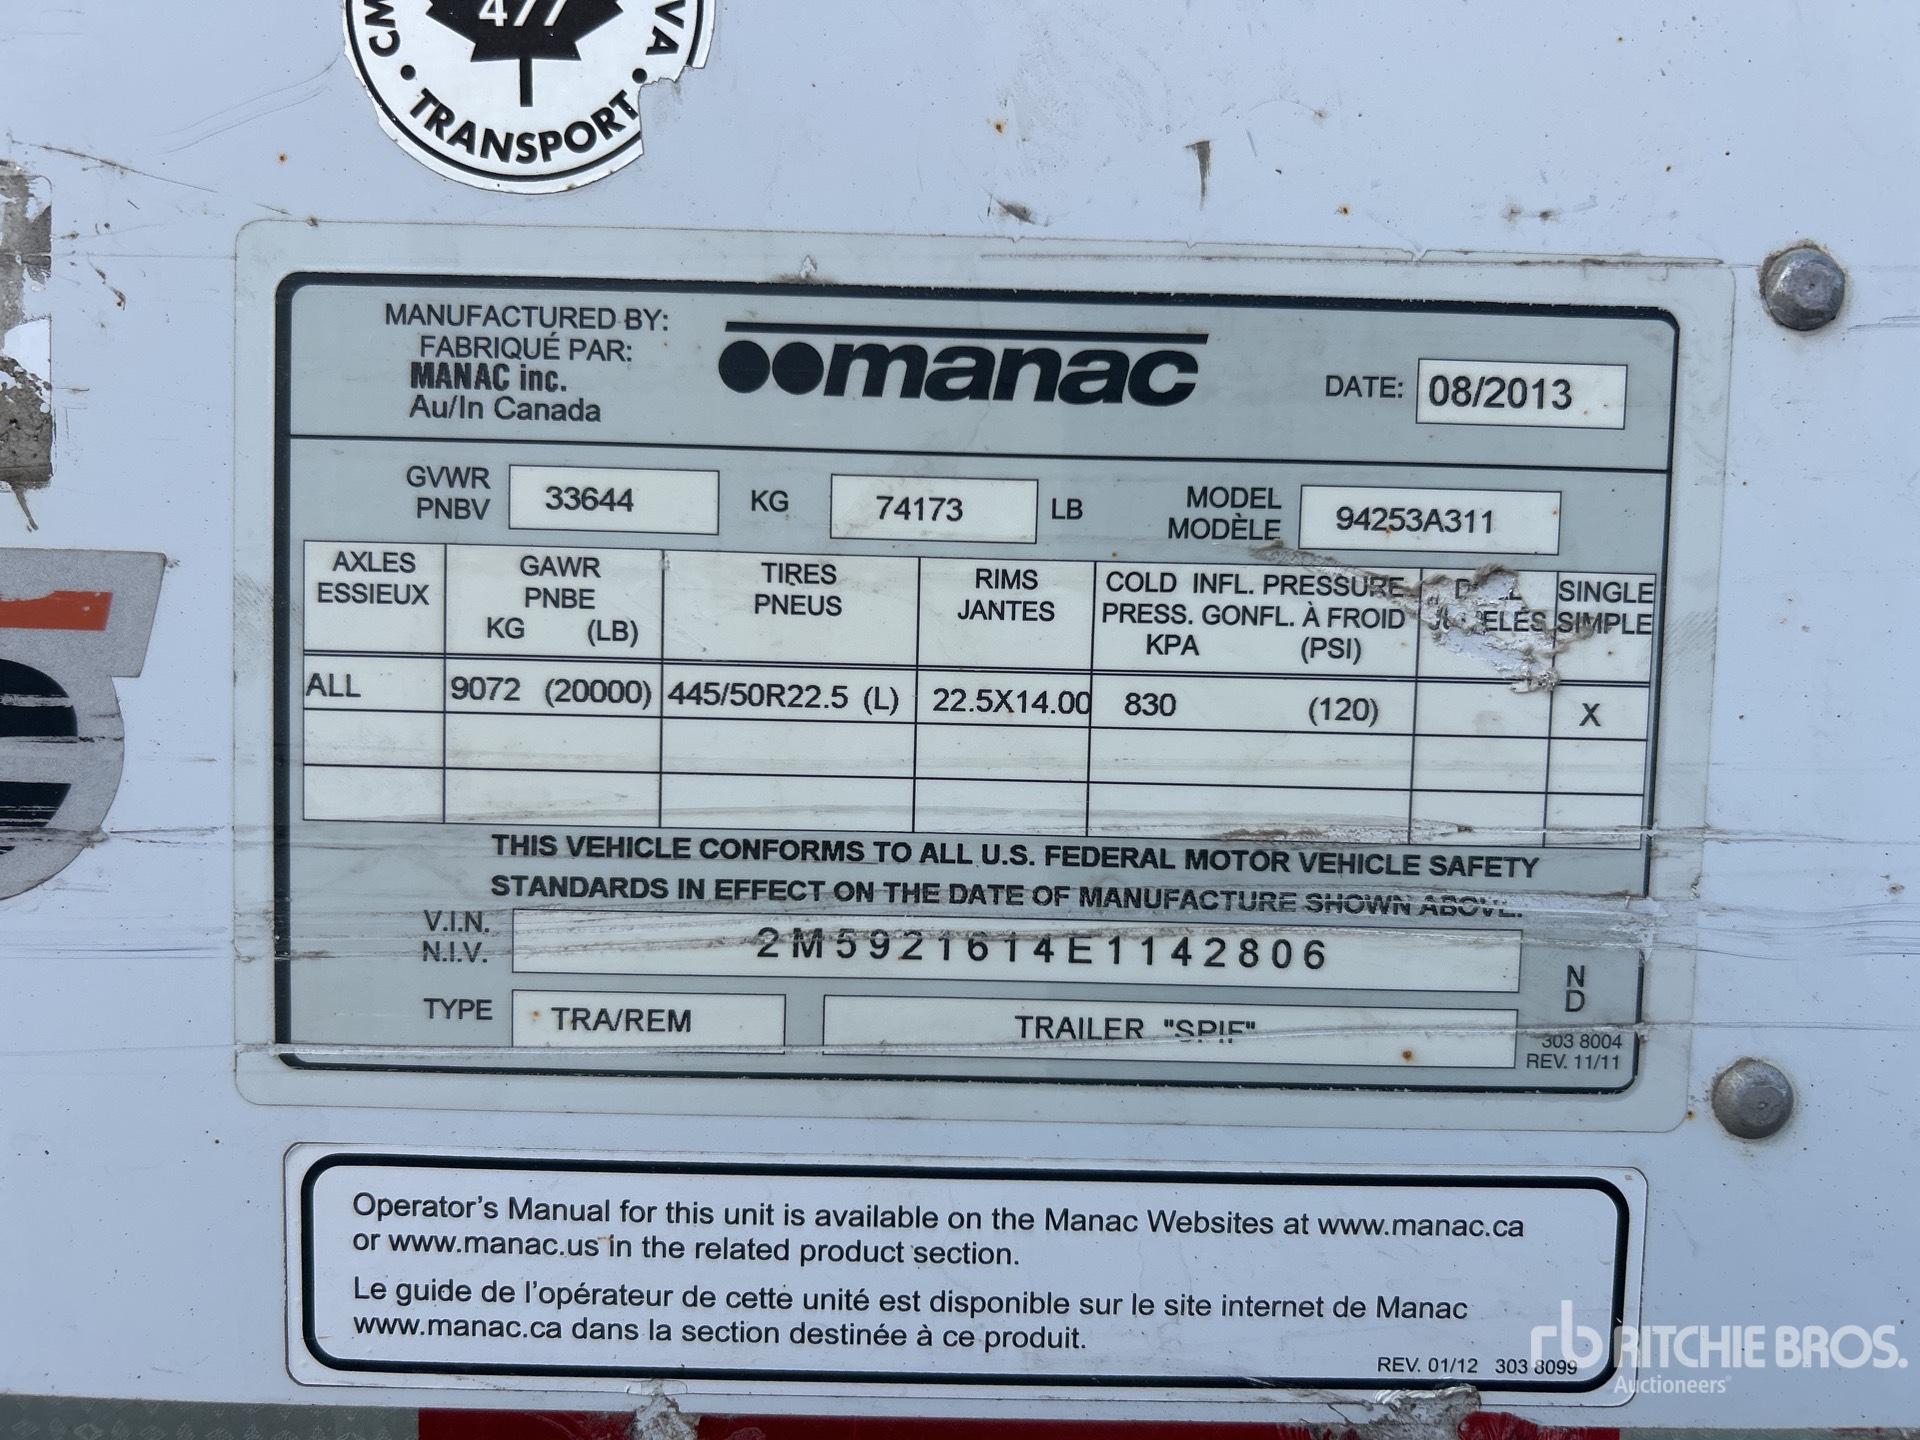 477
• TRANSPORT •
MANUFACTURED BY:
FABRIQUÉ PAR:
MANAC inc.
Au/In Canada
manac
DATE: 08/2013
GVWR
PNBV
33644 KG 74173 LB
MODEL
MODÈLE
94253A311
AXLES
ESSIEUX
GAWR
PNBE
KG (LB)
TIRES
PNEUS
RIMS
JANTES
COLD INFL. PRESSURE
PRESS. GONFL. À FROID
KPA (PSI)
SINGLE
SIMPLE
ALL 9072 (20000) 445/50R22.5 (L) 22.5X14.00 830 (120) X
THIS VEHICLE CONFORMS TO ALL U.S. FEDERAL MOTOR VEHICLE SAFETY
STANDARDS IN EFFECT ON THE DATE OF MANUFACTURE SHOWN ABOVE.
V.I.N.
N.I.V.
2M5921614E1142806
N
D
TYPE TRA/REM TRAILER "SPIF"
303 8004
REV. 11/11
Operator's Manual for this unit is available on the Manac Websites at www.manac.ca
or www.manac.us in the related product section.
Le guide de l'opérateur de cette unité est disponible sur le site internet de Manac
www.manac.ca dans la section destinée à ce produit.
REV. 01/12 303 8099
rb RITCHIE BROS.
Auctioneers